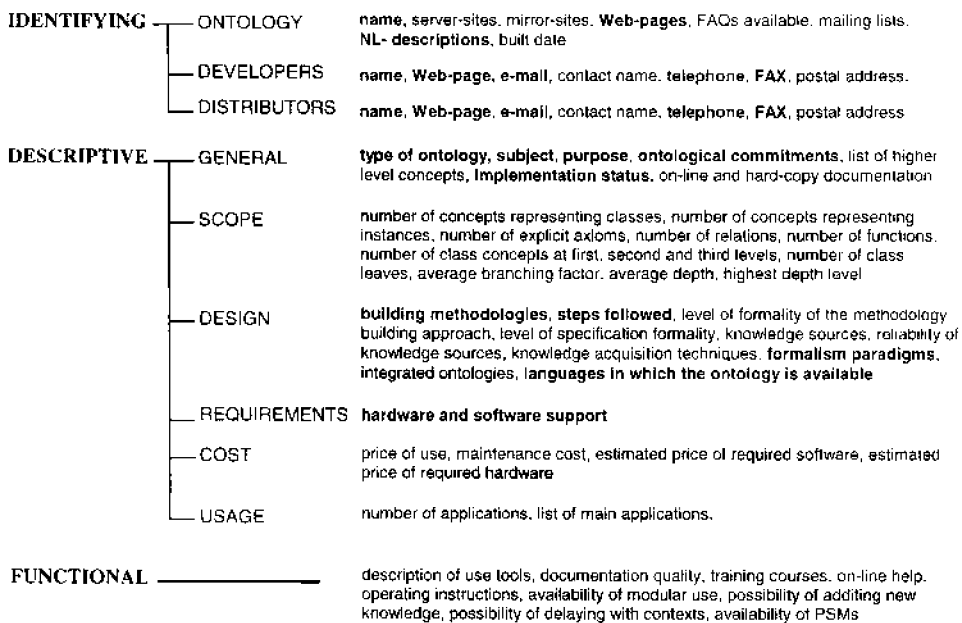 IDENTIFYING ONTOLOGY name, server-sites. mirror-sites. Web-pages, FAQs available. mailing lists.
NL- descriptions, built date
DEVELOPERS name, Web-page, e-mail, contact name. telephone, FAX, postal address.
DISTRIBUTORS name, Web-page, e-mail, contact name, telephone, FAX, postal address
DESCRIPTIVE GENERAL type of ontology, subject, purpose, ontological commitments, list of higher
level concepts, Implementation status. on-line and hard-copy documentation
SCOPE number of concepts representing classes, number of concepts representing
instances, number of explicit axioms, number of relations, number of functions.
number of class concepts at first, second and third levels, number of class
leaves, average branching factor. average depth, highest depth level
DESIGN building methodologies, steps followed, level of formality of the methodology
building approach, level of specification formality, knowledge sources, reliability of
knowledge sources, knowledge acquisition techniques. formalism paradigms,
integrated ontologies, languages in which the ontology is available
REQUIREMENTS hardware and software support
COST price of use, maintenance cost, estimated price of required software, estimated
price of required hardware
USAGE number of applications, list of main applications.
FUNCTIONAL description of use tools, documentation quality, training courses. on-line help.
operating instructions, availability of modular use, possibility of additing new
knowledge, possibility of delaying with contexts, availability of PSMs